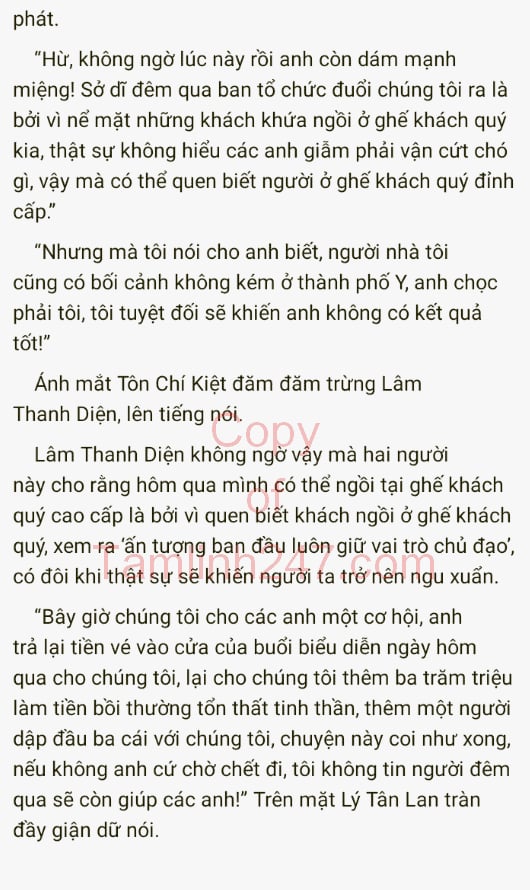 phát.
“Hừ, không ngờ lúc này rồi anh còn dám mạnh
miệng! Sở dĩ đêm qua ban tổ chức đuổi chúng tôi ra là
bởi vì nể mặt những khách khứa ngồi ở ghế khách quý
kia, thật sự không hiểu các anh giẫm phải vận cứt chó
gì, vậy mà có thể quen biết người ở ghế khách quý đỉnh
cấp.”
“Nhưng mà tôi nói cho anh biết, người nhà tôi
cũng có bối cảnh không kém ở thành phố Y, anh chọc
phải tôi, tôi tuyệt đối sẽ khiến anh không có kết quả
tốt!”
Ánh mắt Tôn Chí Kiệt đăm đăm trừng Lâm
Thanh Diện, lên tiếng nói.
Copy
Lâm Thanh Diện không ngờ vậy mà hai người
này cho rằng hôm qua mình có thể ngồi tại ghế khách
of
quý cao cấp là bởi vì quen biết khách ngồi ở ghế khách
quý, xem ra ‘ấn tượng ban đầu luôn giữ vai trò chủ đạo’,
Tamlinh247.com
có đôi khi thật sự sẽ khiến người ta trở nên ngu xuẩn.
“Bây giờ chúng tôi cho các anh một cơ hội, anh
trả lại tiền vé vào cửa của buổi biểu diễn ngày hôm
qua cho chúng tôi, lại cho chúng tôi thêm ba trăm triệu
làm tiền bồi thường tổn thất tinh thần, thêm một người
dập đầu ba cái với chúng tôi, chuyện này coi như xong,
nếu không anh cứ chờ chết đi, tôi không tin người đêm
qua sẽ còn giúp các anh!” Trên mặt Lý Tân Lan tràn
đầy giận dữ nói.